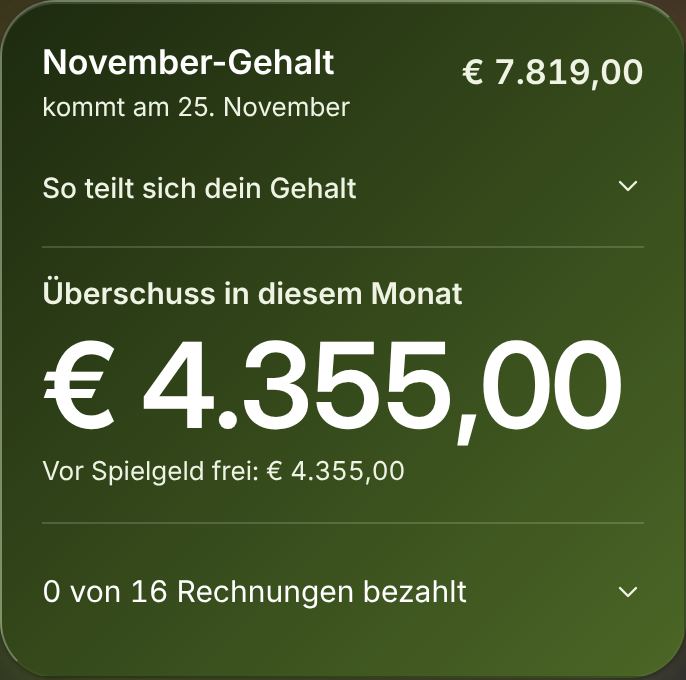 November-Gehalt
€ 7.819,00
kommt am 25. November
So teilt sich dein Gehalt
Überschuss in diesem Monat
€ 4.355,00
Vor Spielgeld frei: € 4.355,00
0 von 16 Rechnungen bezahlt